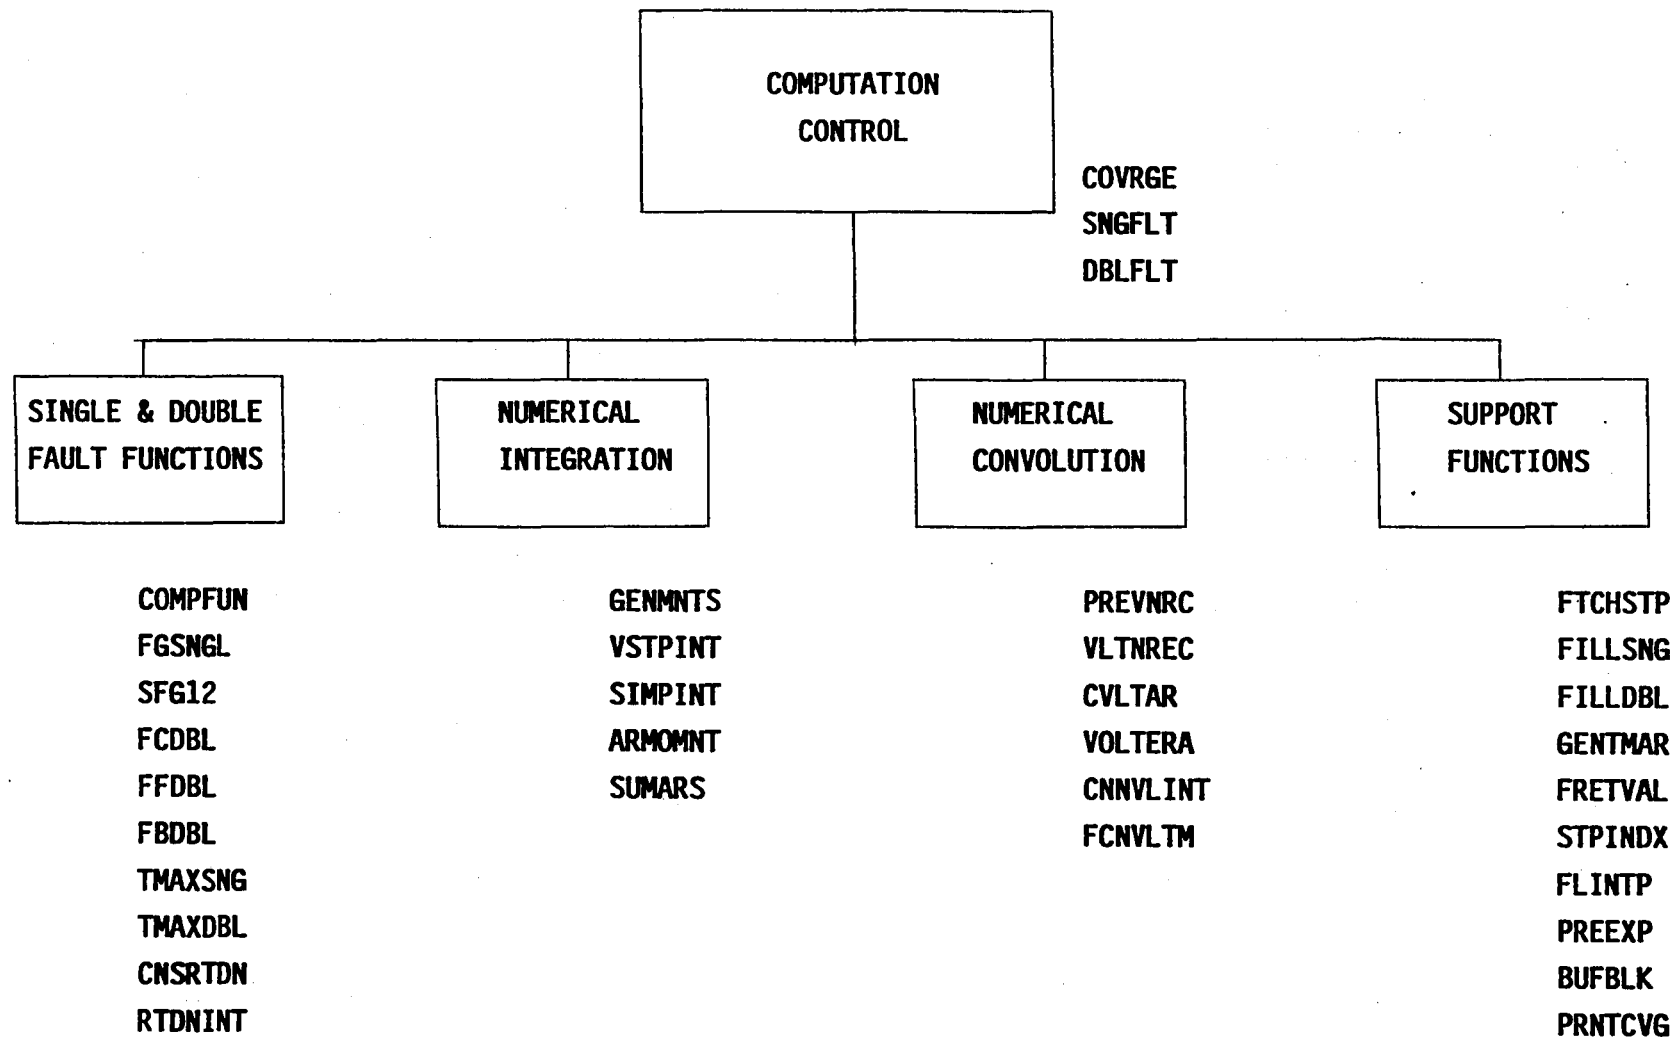 COMPUTATION
CONTROL
COVRGE
SNGFLT
DBLFLT
SINGLE & DOUBLE
FAULT FUNCTIONS
NUMERICAL
INTEGRATION
NUMERICAL
CONVOLUTION
SUPPORT
FUNCTIONS
COMPFUN
FGSNGL
SFG12
FCDBL
FFDBL
FBDBL
TMAXSNG
TMAXDBL
CNSRTDN
RTDNINT
GENMNTS
VSTPINT
SIMPINT
ARMOMNT
SUMARS
PREVNRC
VLTNREC
CVLTAR
VOLTERA
CNNVLINT
FCNVLTM
FTCHSTP
FILLSNG
FILLDBL
GENTMAR
FRETVAL
STPINDX
FLINTP
PREEXP
BUFBLK
PRNTCVG